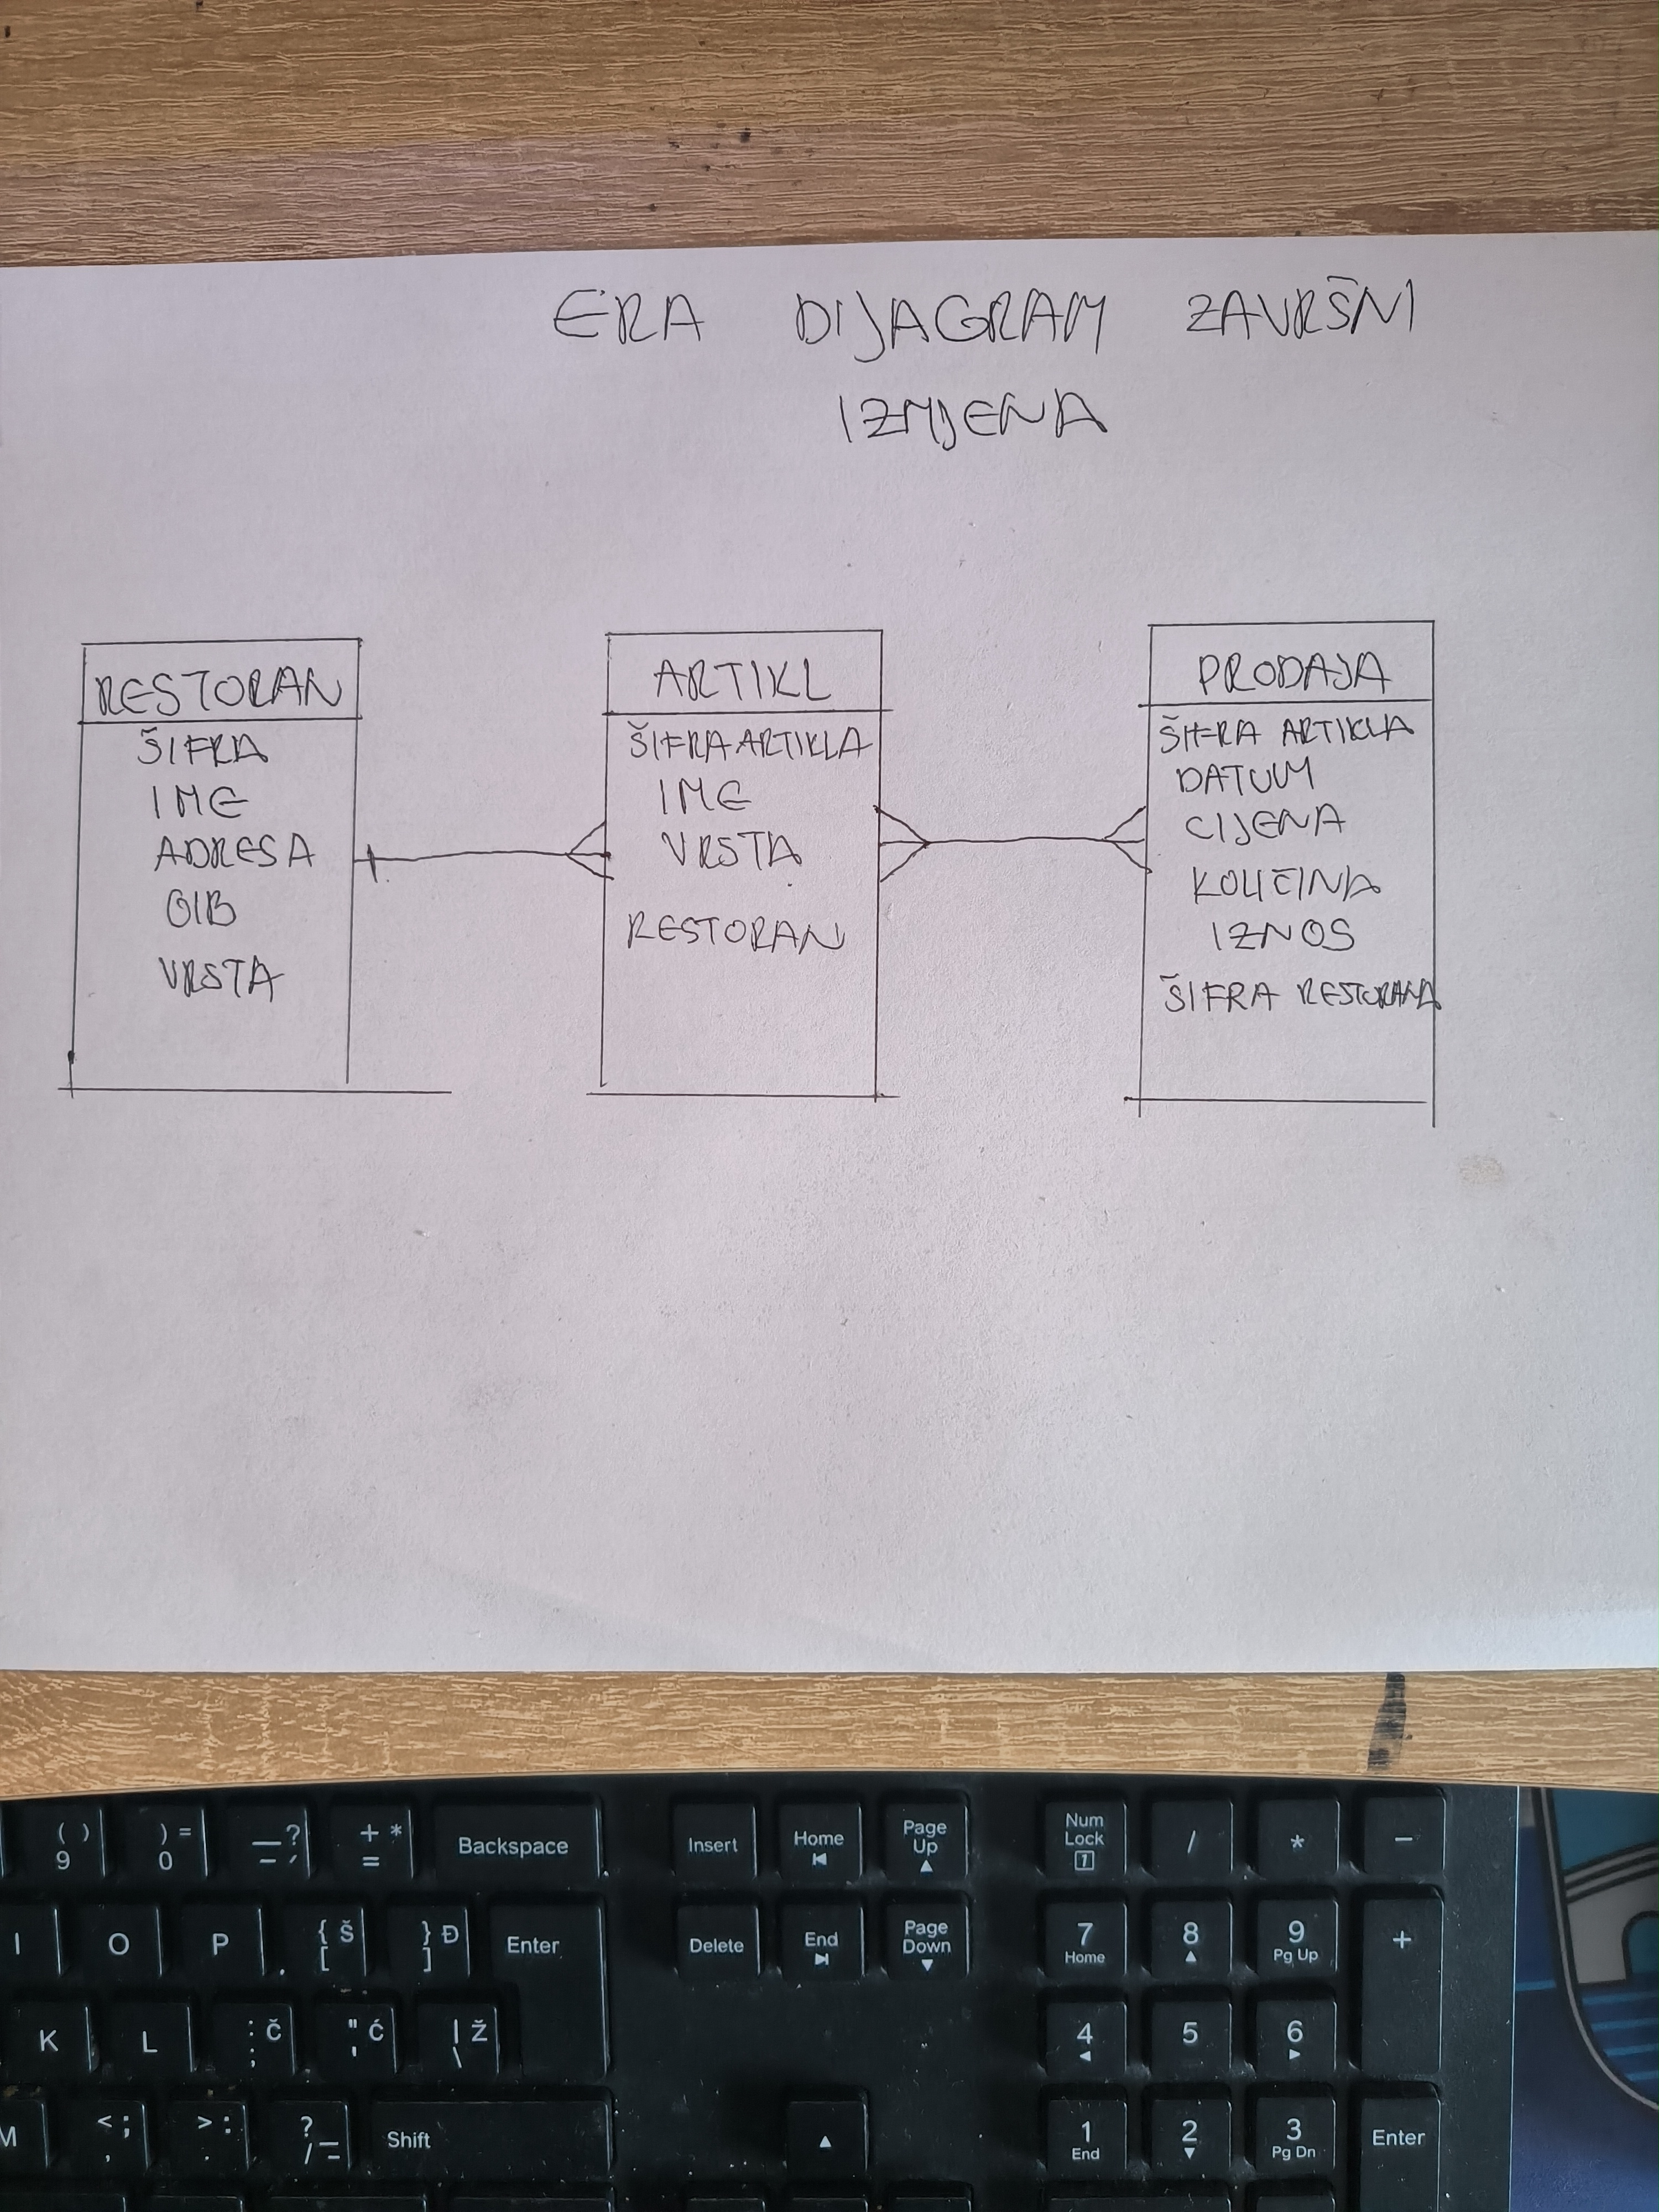 ERA DIJAGRAM ZAVRŠNI
IZMJENA
RESTORAN
ŠIFRA
IME
ADRESA
OIB
VRSTA
ARTIKL
ŠIFRA ARTIKLA
IME
VRSTA
RESTORAN
PRODAJA
ŠIFRA ARTIKLA
DATUM
CIJENA
KOLIČINA
IZNOS
ŠIFRA RESTORANA
( ) 9
) = 0
— ? - '
+ * =
Backspace
Insert
Home
Page Up
Num Lock 1
/
*
-
I
O
P
{ Š [
} Đ ]
Enter
Delete
End
Page Down
7 Home
8
9 Pg Up
+
K
L
: Č ;
" Ć '
| Ž \
4
5
6
M
< ; ,
> : .
? / _
Shift
1 End
2
3 Pg Dn
Enter